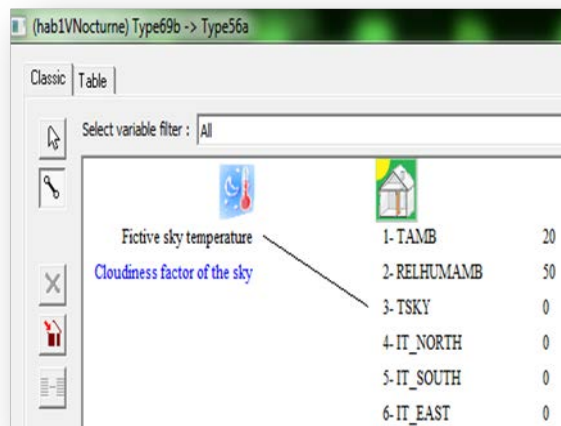 (hab1VNocturne) Type69b -> Type56a
Classic Table
Select variable filter : All
Fictive sky temperature 1- TAMB 20
Cloudiness factor of the sky 2- RELHUMAMB 50
3- TSKY 0
4- IT_NORTH 0
5- IT_SOUTH 0
6- IT_EAST 0